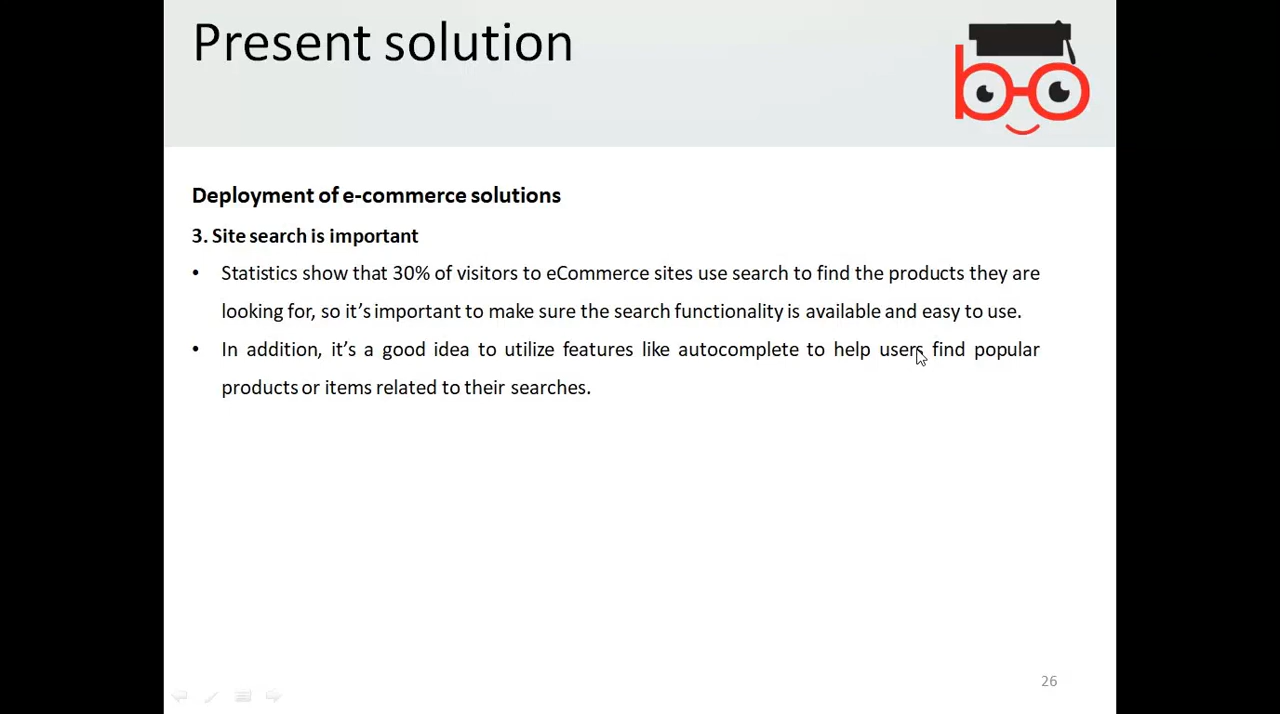 Present solution
Deployment of e-commerce solutions
3. Site search is important
• Statistics show that 30% of visitors to eCommerce sites use search to find the products they are
looking for, so it's important to make sure the search functionality is available and easy to use.
• In addition, it's a good idea to utilize features like autocomplete to help users find popular
products or items related to their searches.
26